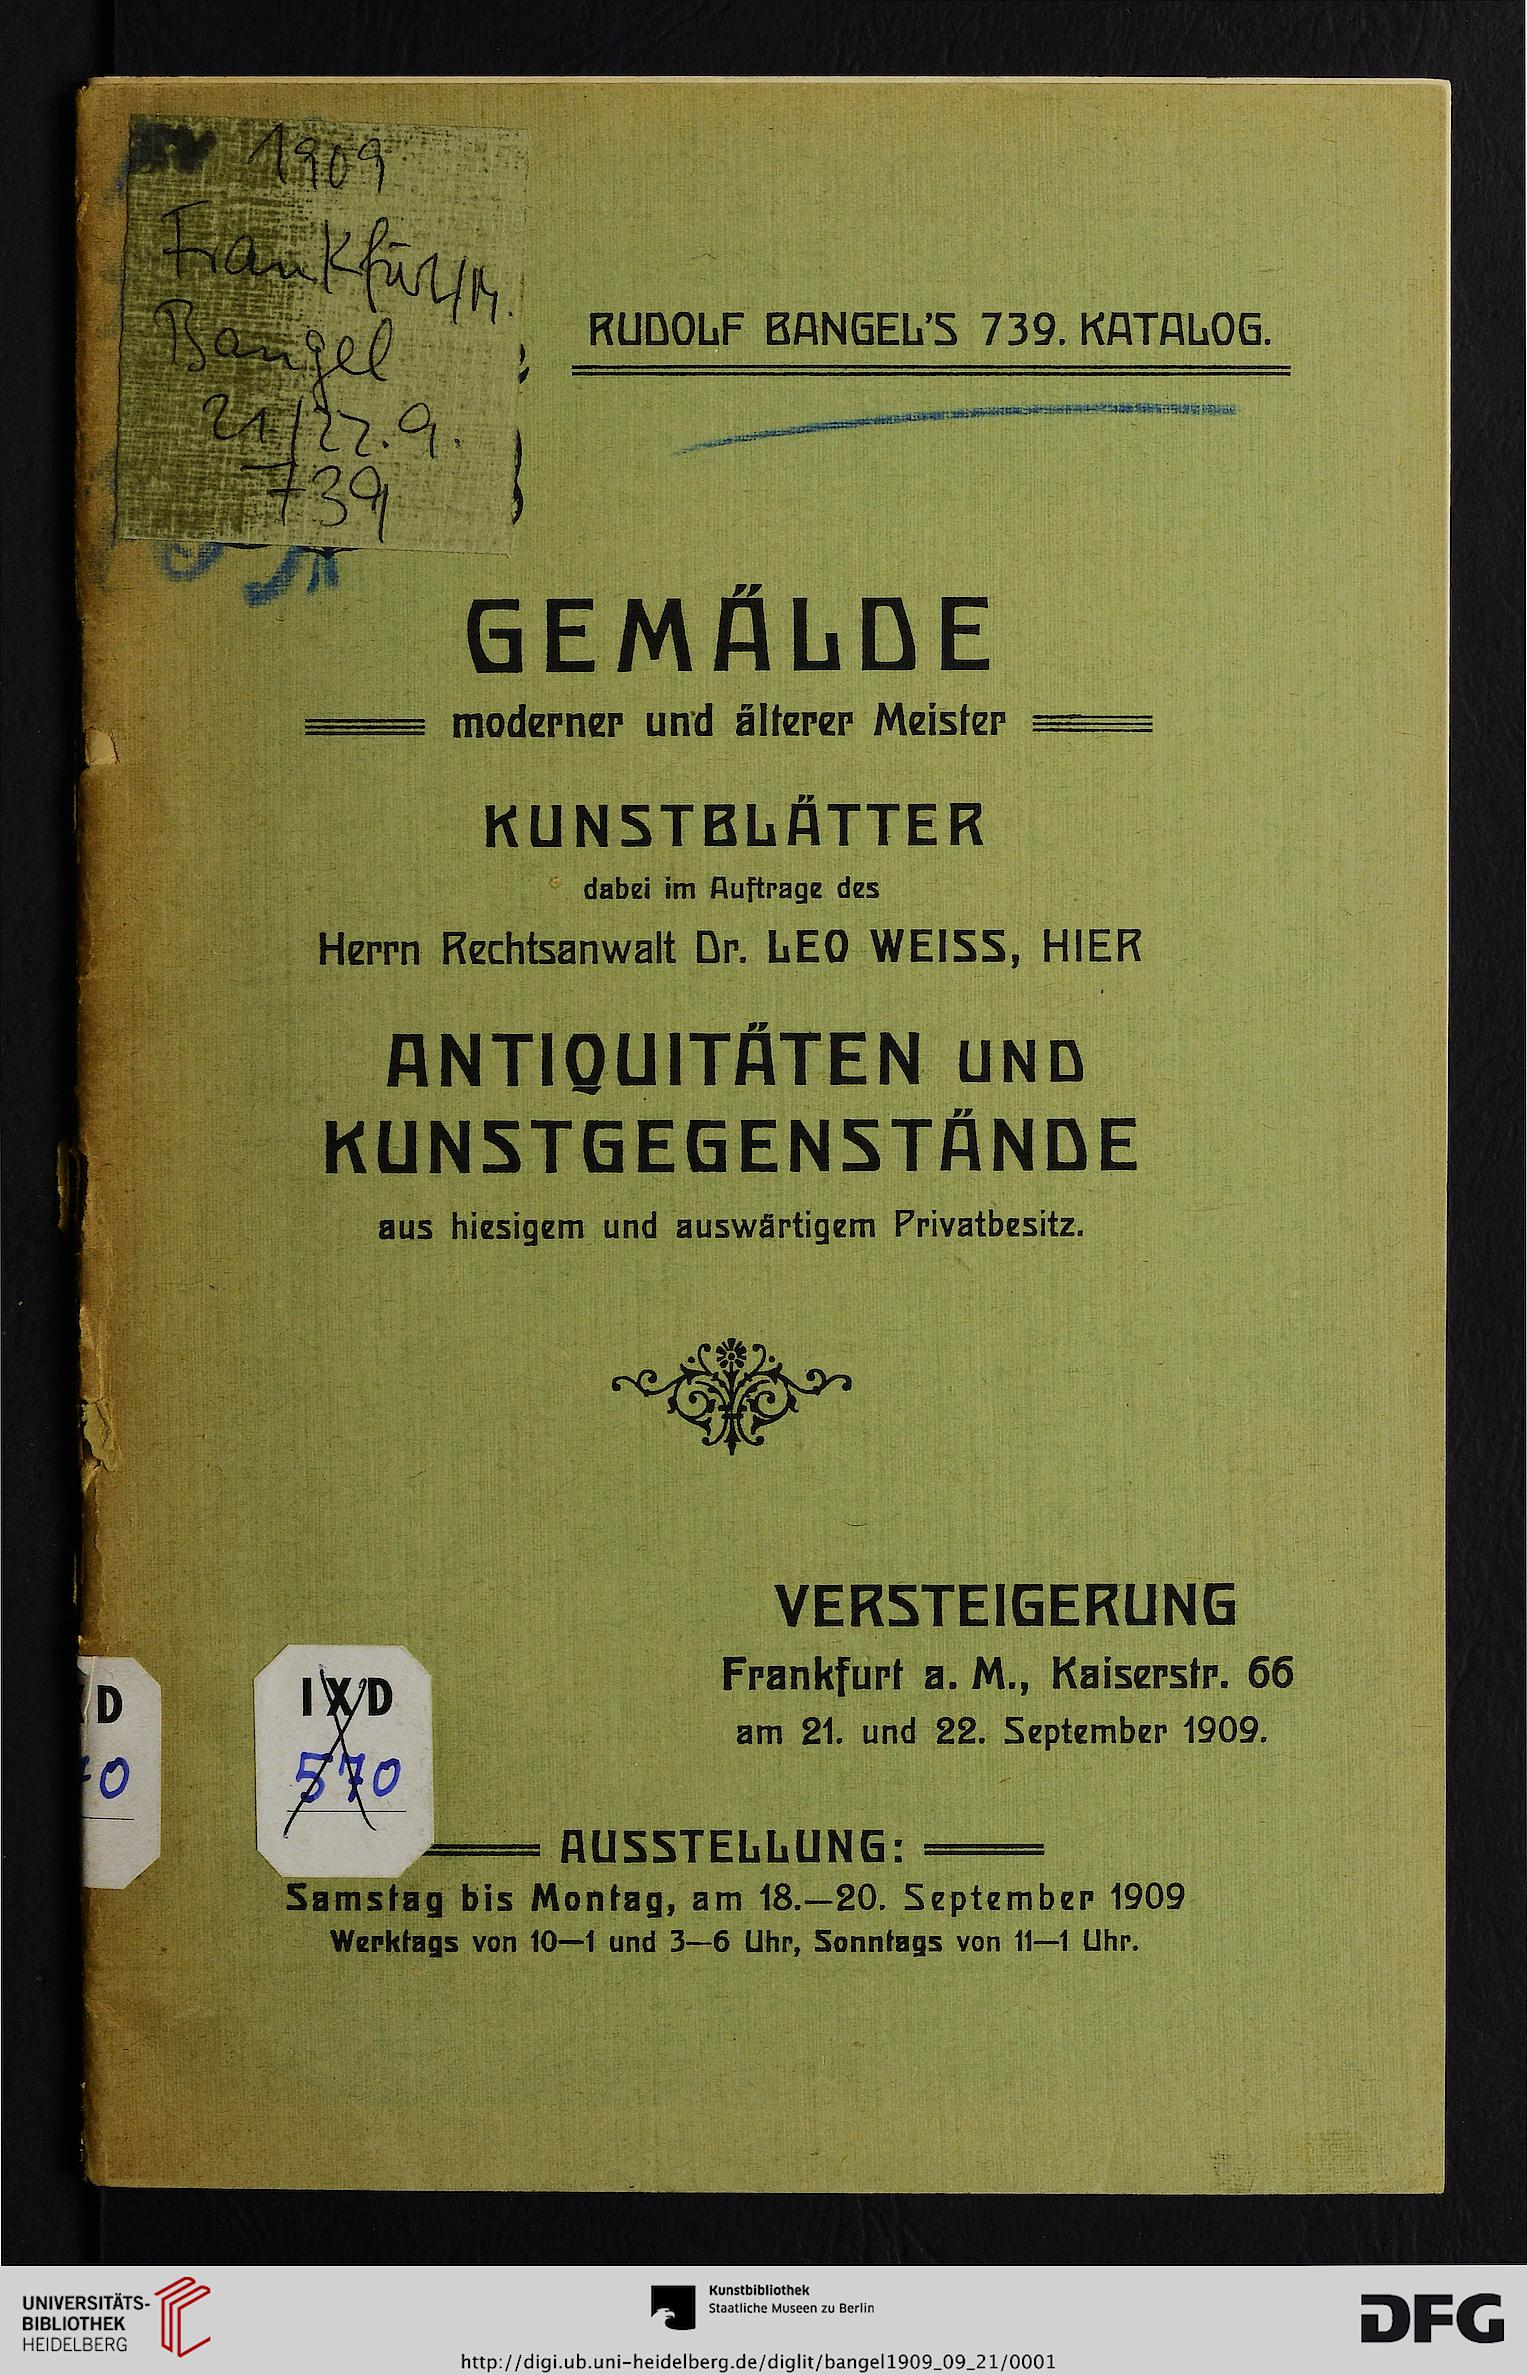 1909
Frankfurt/M.
Bangel
21/22.9.
739
RUDOLF BANGEL'S 739. KATALOG.
GEMÄLDE
moderner und älterer Meister
KUNSTBLÄTTER
dabei im Auftrage des
Herrn Rechtsanwalt Dr. LEO WEISS, HIER
ANTIQUITÄTEN UND
KUNSTGEGENSTÄNDE
aus hiesigem und auswärtigem Privatbesitz.
VERSTEIGERUNG
Frankfurt a. M., Kaiserstr. 66
am 21. und 22. September 1909.
D
0
IXD
570
AUSSTELLUNG:
Samstag bis Montag, am 18.—20. September 1909
Werktags von 10—1 und 3—6 Uhr, Sonntags von 11—1 Uhr.
UNIVERSITÄTS-
BIBLIOTHEK
HEIDELBERG
Kunstbibliothek
Staatliche Museen zu Berlin
DFG
http://digi.ub.uni-heidelberg.de/diglit/bangel1909_09_21/0001